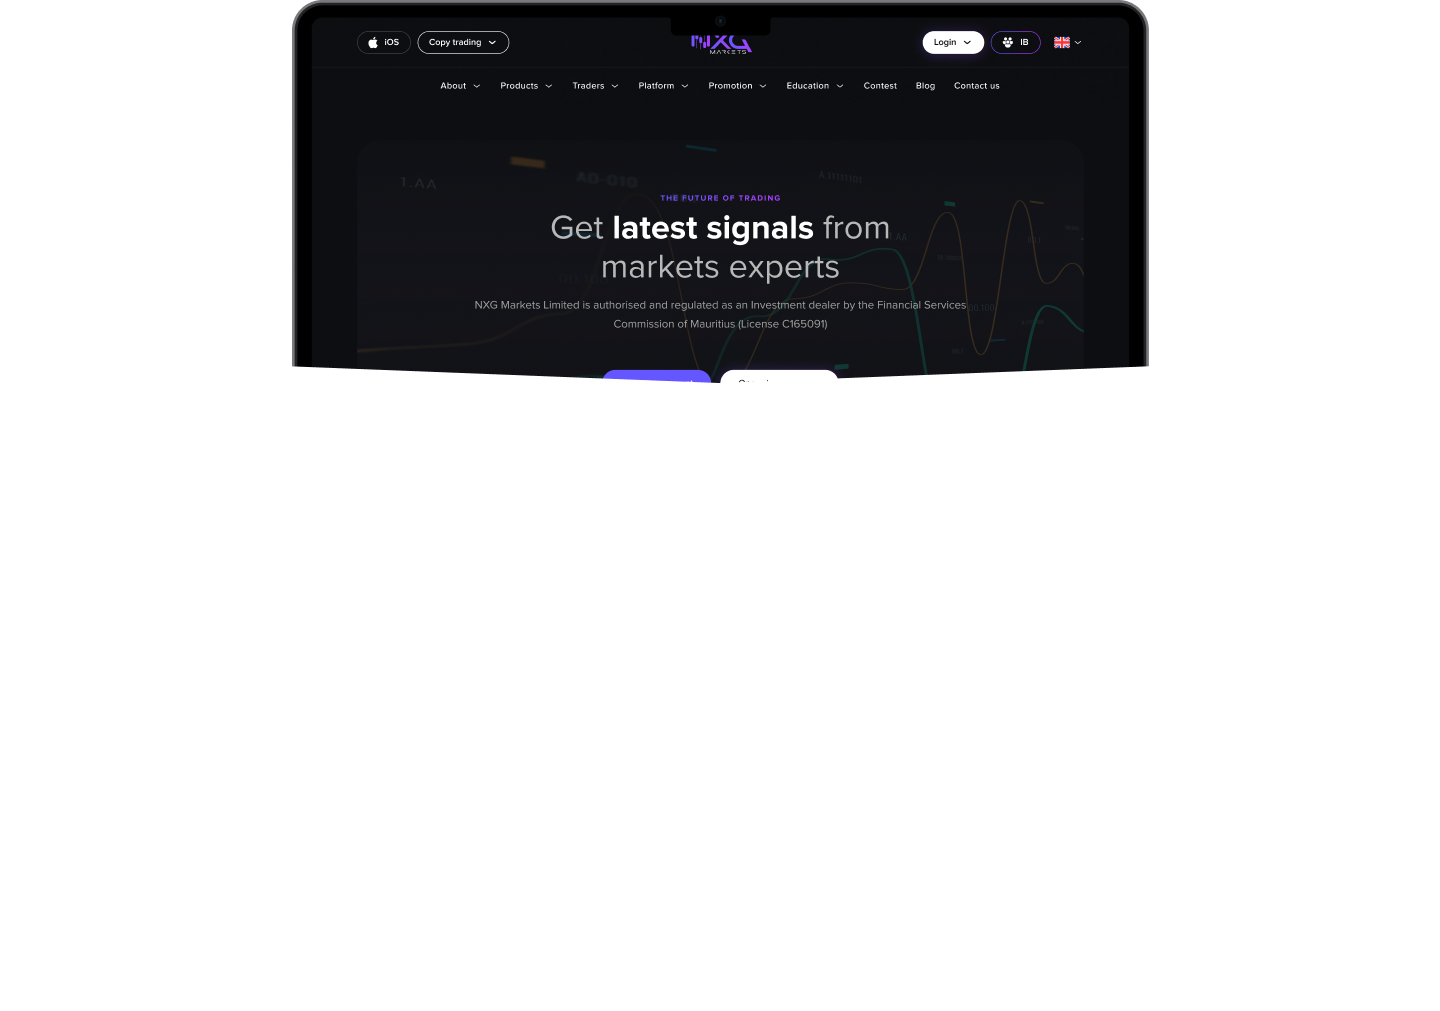 iOS
Copy trading
NXG
MARKETS
Login
IB
About
Products
Traders
Platform
Promotion
Education
Contest
Blog
Contact us
1.AA
AD-010
THE FUTURE OF TRADING
Get latest signals from
markets experts
NXG Markets Limited is authorised and regulated as an Investment dealer by the Financial Services
Commission of Mauritius (License C165091)